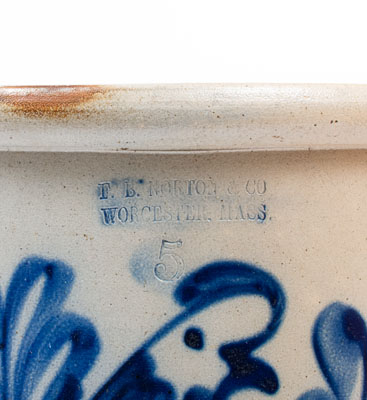 F. B. NORTON & CO
WORCESTER, MASS.
5